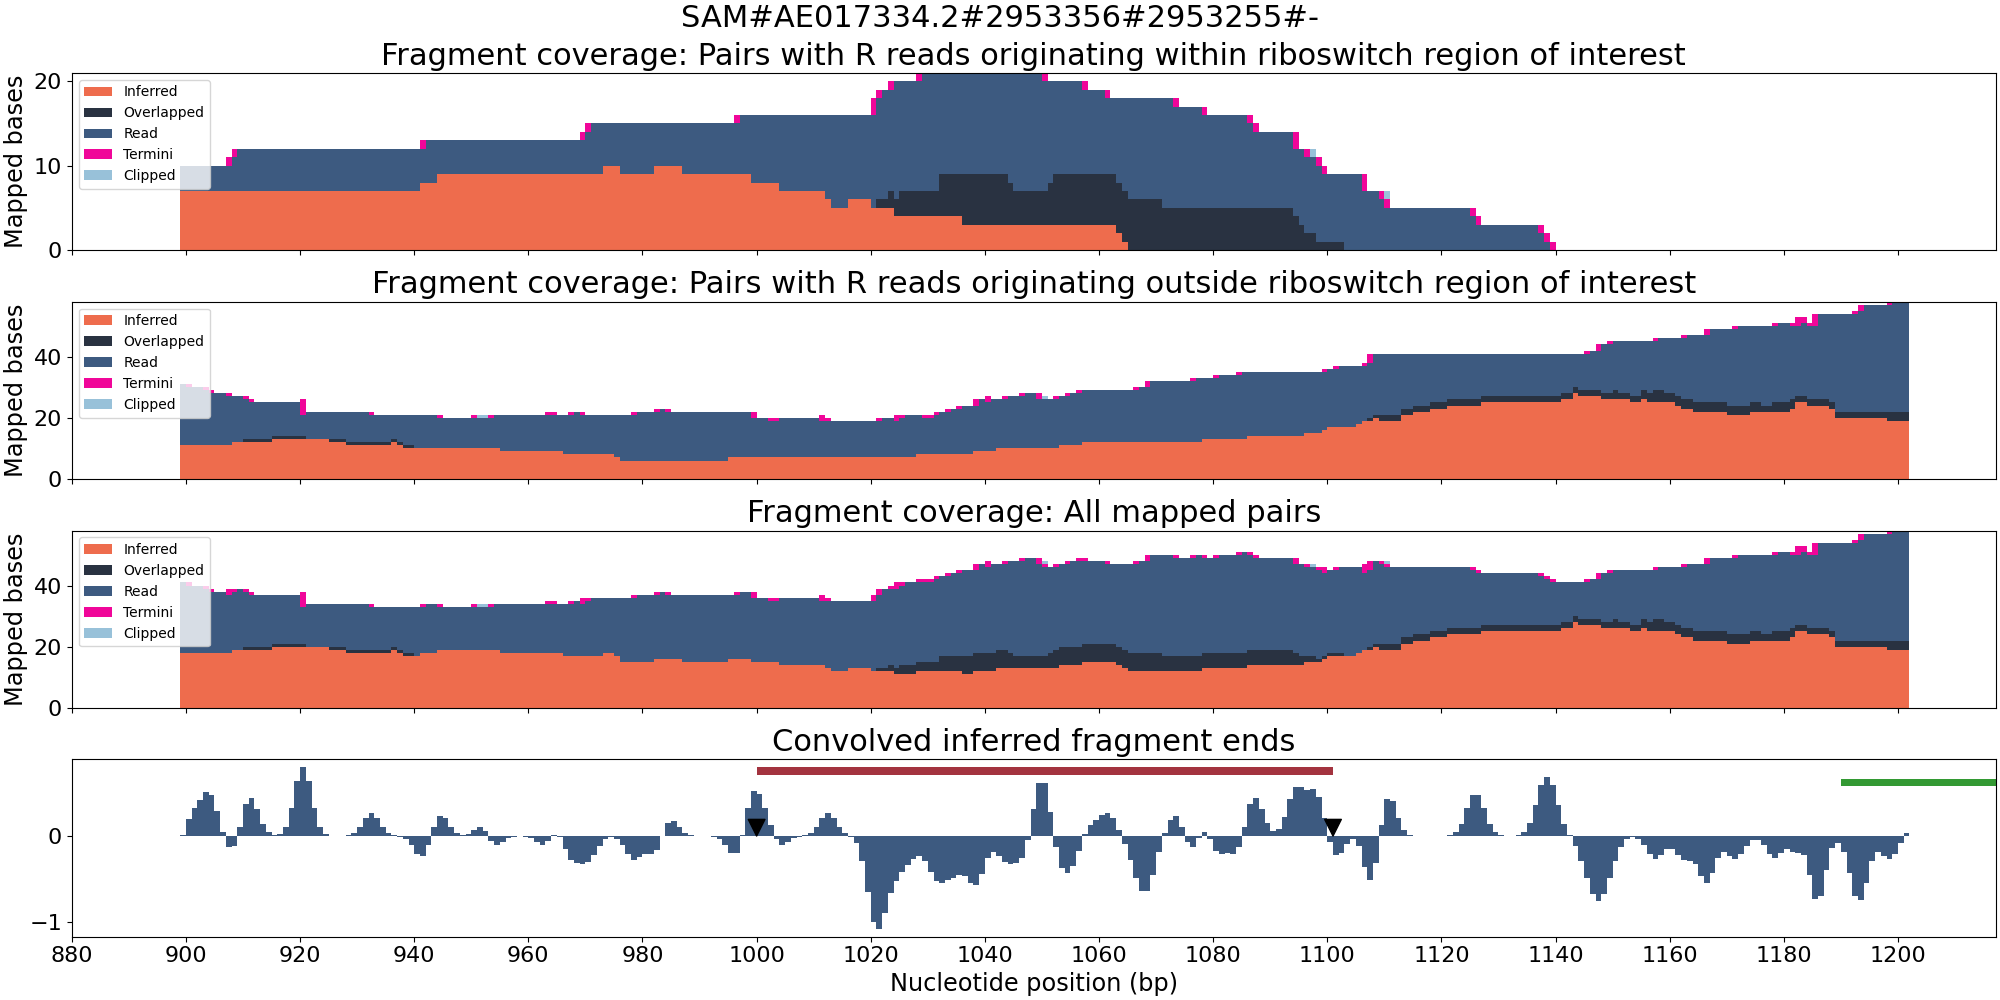 SAM#AE017334.2#2953356#2953255#-
Fragment coverage: Pairs with R reads originating within riboswitch region of interest
Mapped bases
20
10
0
Inferred
Overlapped
Read
Termini
Clipped
Fragment coverage: Pairs with R reads originating outside riboswitch region of interest
Mapped bases
40
20
0
Inferred
Overlapped
Read
Termini
Clipped
Fragment coverage: All mapped pairs
Mapped bases
40
20
0
Inferred
Overlapped
Read
Termini
Clipped
Convolved inferred fragment ends
0
−1
880 900 920 940 960 980 1000 1020 1040 1060 1080 1100 1120 1140 1160 1180 1200
Nucleotide position (bp)